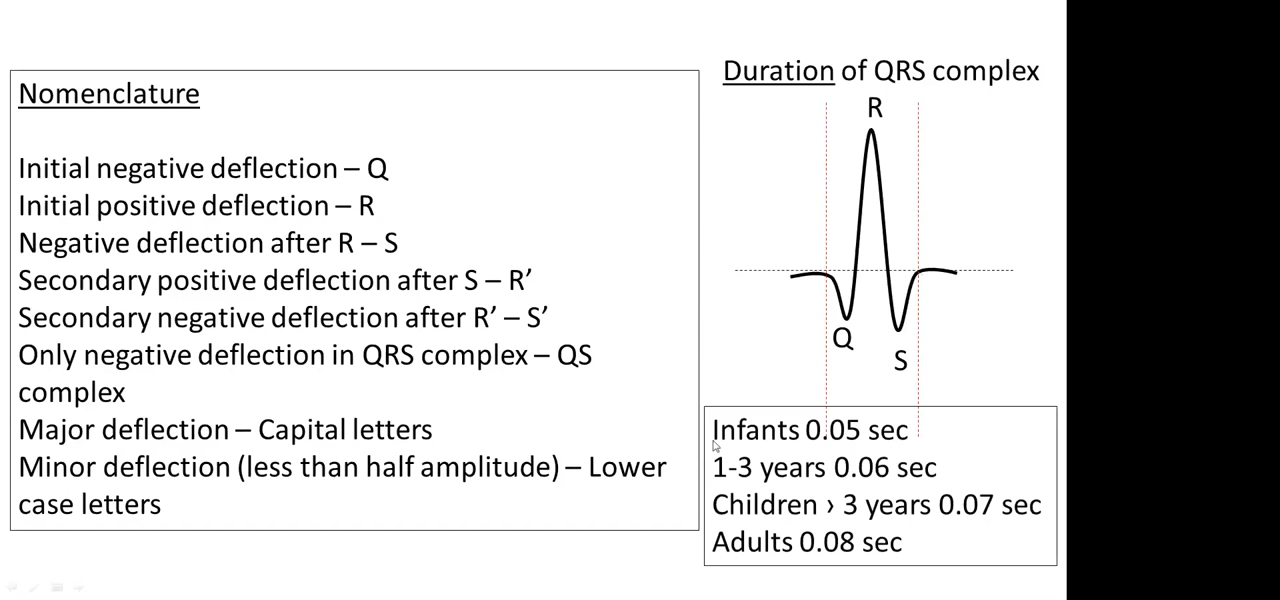 Nomenclature
Initial negative deflection – Q
Initial positive deflection – R
Negative deflection after R – S
Secondary positive deflection after S – R’
Secondary negative deflection after R’ – S’
Only negative deflection in QRS complex – QS
complex
Major deflection – Capital letters
Minor deflection (less than half amplitude) – Lower
case letters
Duration of QRS complex
R
Q
S
Infants 0.05 sec
1-3 years 0.06 sec
Children › 3 years 0.07 sec
Adults 0.08 sec